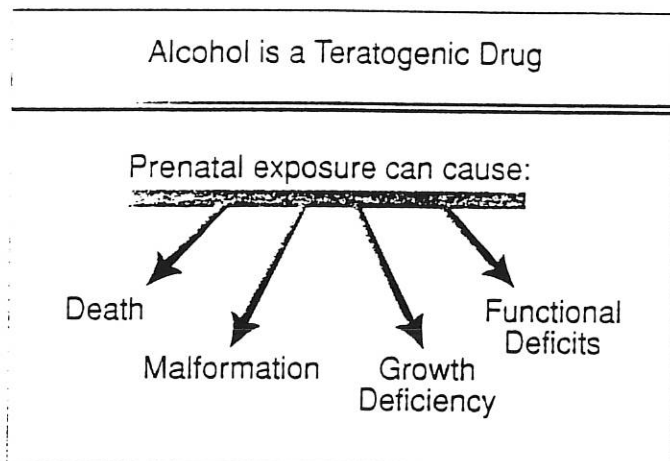 Alcohol is a Teratogenic Drug
Prenatal exposure can cause:
Death
Malformation
Growth
Deficiency
Functional
Deficits